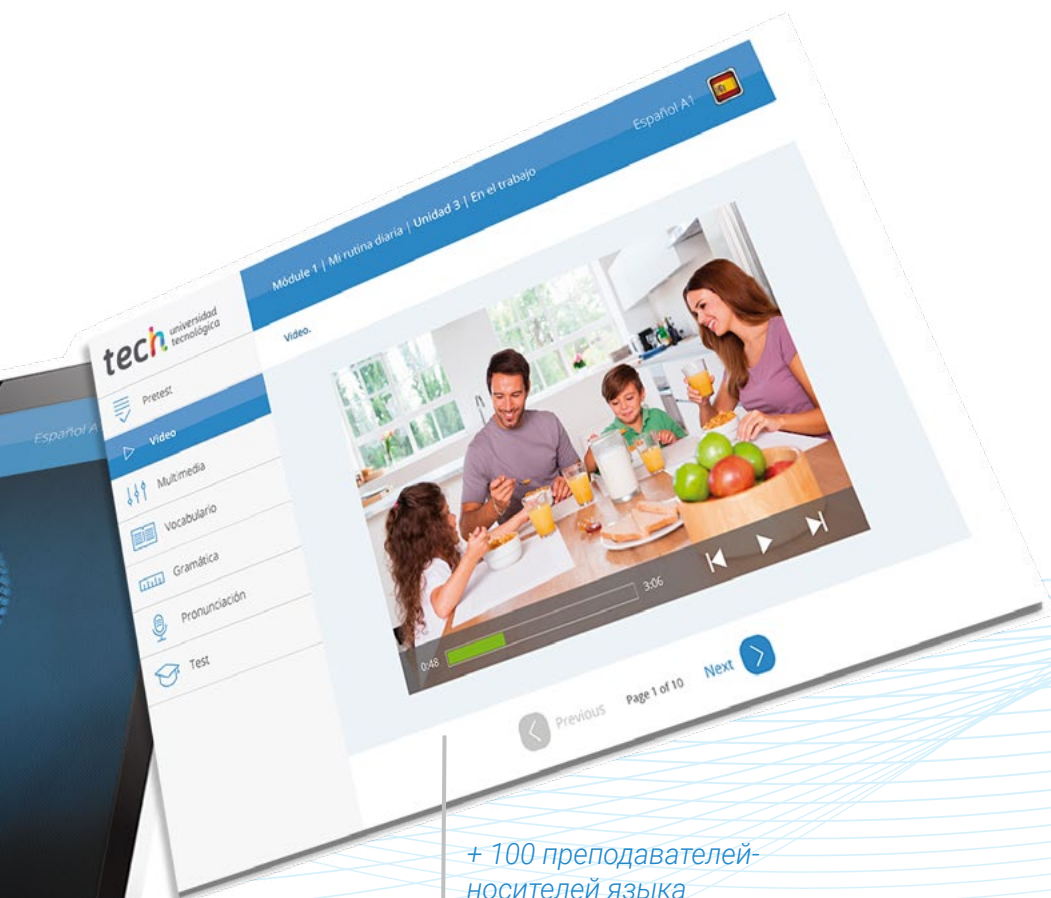 Español A1
Módule 1 | Mi rutina diaria | Unidad 3 | En el trabajo
tech universidad
tecnológica
Video.
Pretest
Video
Multimedia
Vocabulario
Gramática
Pronunciación
Test
0:48
3:06
Previous
Page 1 of 10
Next
Español A
+ 100 преподавателей-
носителей языка